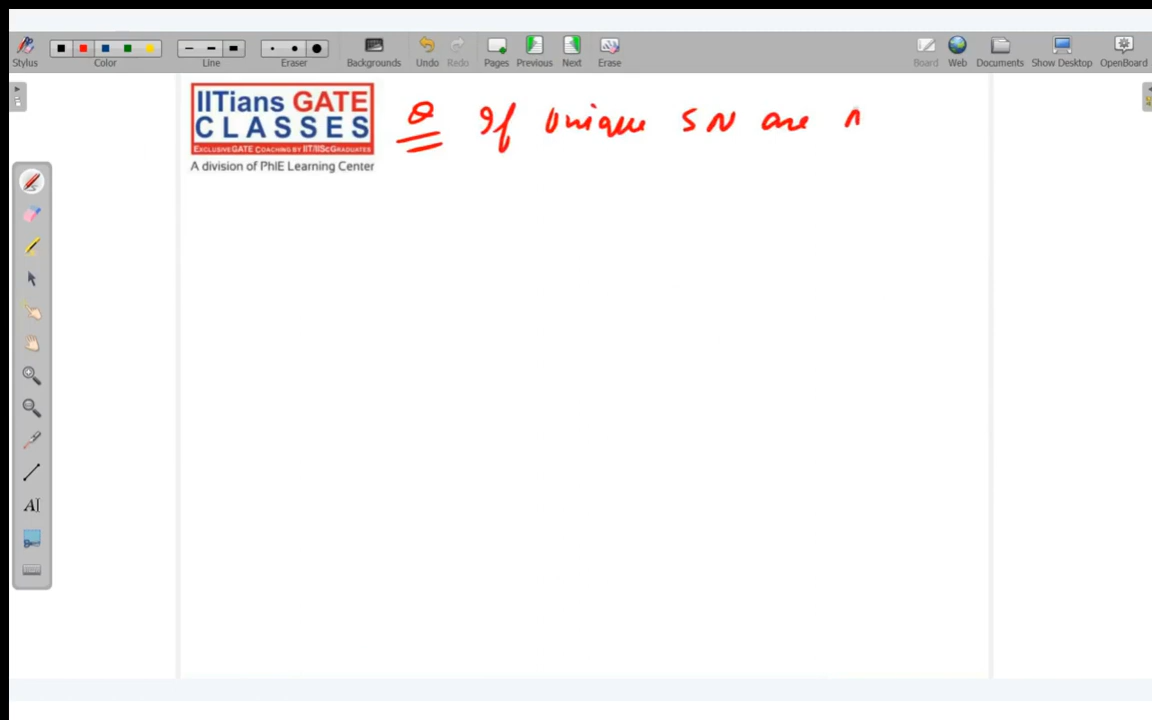 Stylus Color Line Eraser Backgrounds Undo Redo Pages Previous Next Erase Board Web Documents Show Desktop OpenBoard
IITians GATE
CLASSES
EXCLUSIVE GATE COACHING BY IIT/IISc GRADUATES
A division of PhIE Learning Center
Q If unique SN are
AI